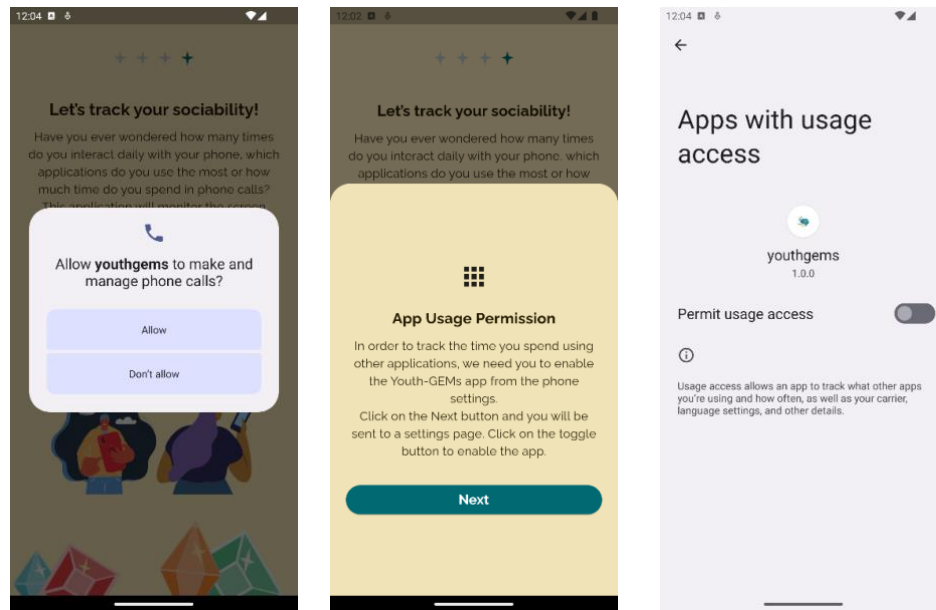 12:04
Let's track your sociability!
Have you ever wondered how many times
do you interact daily with your phone, which
applications do you use the most or how
much time do you spend in phone calls?
This application will monitor the screen
Allow youthgems to make and
manage phone calls?
Allow
Don't allow
12:02
Let's track your sociability!
Have you ever wondered how many times
do you interact daily with your phone, which
applications do you use the most or how
App Usage Permission
In order to track the time you spend using
other applications, we need you to enable
the Youth-GEMs app from the phone
settings.
Click on the Next button and you will be
sent to a settings page. Click on the toggle
button to enable the app.
Next
12:04
Apps with usage
access
youthgems
1.0.0
Permit usage access
Usage access allows an app to track what other apps
you're using and how often, as well as your carrier,
language settings, and other details.